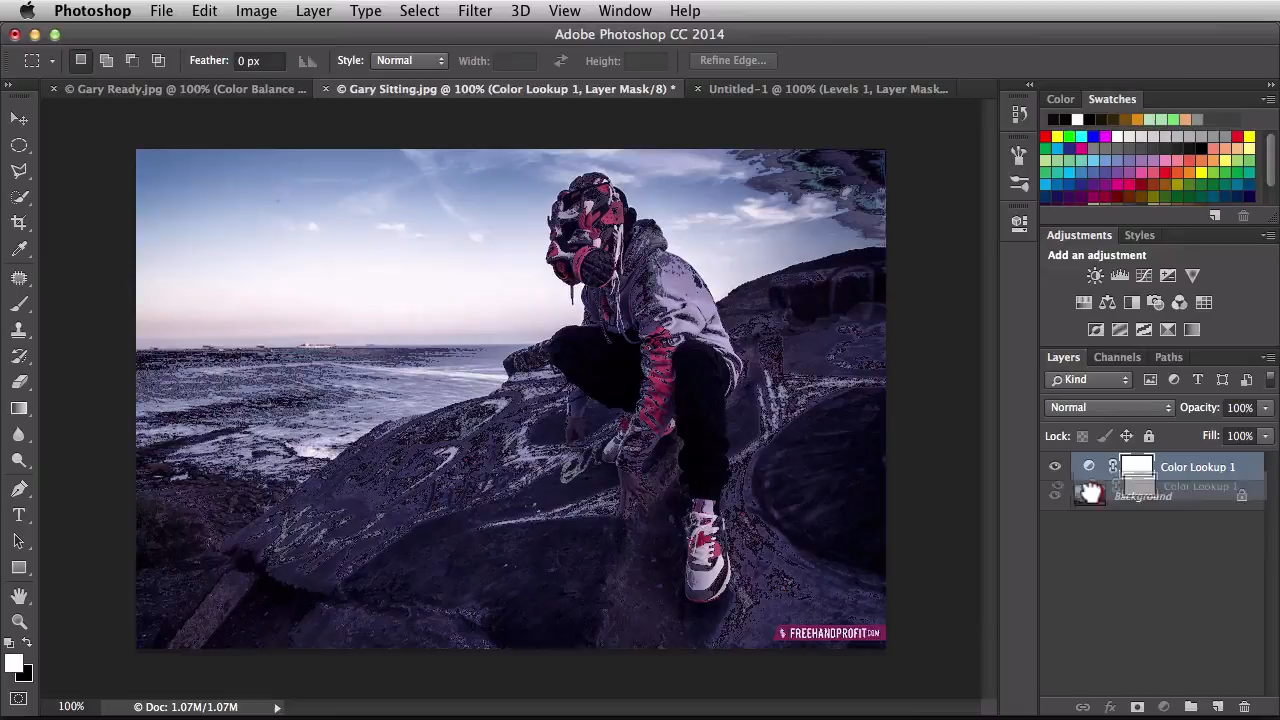 Photoshop File Edit Image Layer Type Select Filter 3D View Window Help
Adobe Photoshop CC 2014
Feather: 0 px Style: Normal Width: Height: Refine Edge...
× © Gary Ready.jpg @ 100% (Color Balance ... × © Gary Sitting.jpg @ 100% (Color Lookup 1, Layer Mask/8) * × Untitled-1 @ 100% (Levels 1, Layer Mask...
Color Swatches
Adjustments Styles
Add an adjustment
Layers Channels Paths
Kind
Normal Opacity: 100%
Lock: Fill: 100%
Color Lookup 1
Color Lookup 1
Background
FREEHANDPROFIT.COM
100% © Doc: 1.07M/1.07M